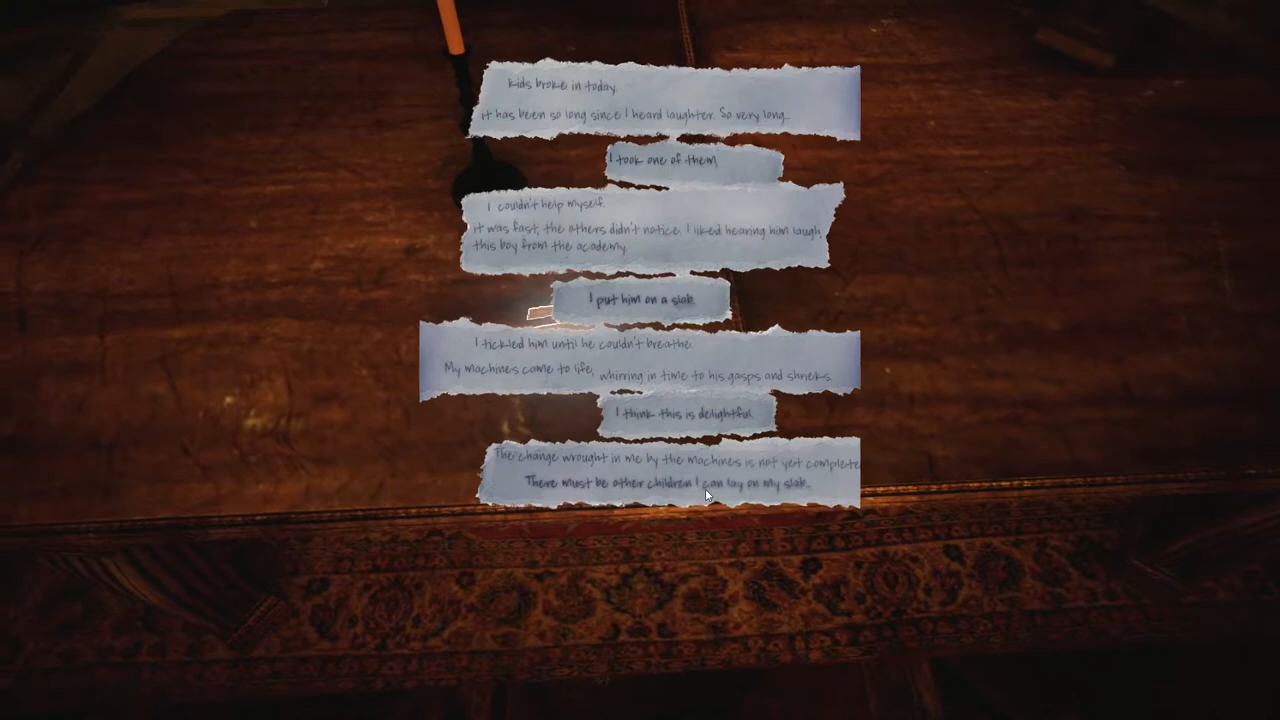 Kids broke in today.
it has been so long since I heard laughter. So very long...
I took one of them.
I couldn't help myself.
it was fast, the others didn't notice. I liked hearing him laugh,
this boy from the academy.
I put him on a slab.
I tickled him until he couldn't breathe.
My machines came to life, whirring in time to his gasps and shrieks.
I think this is delightful.
The change wrought in me by the machines is not yet complete
There must be other children I can lay on my slab...